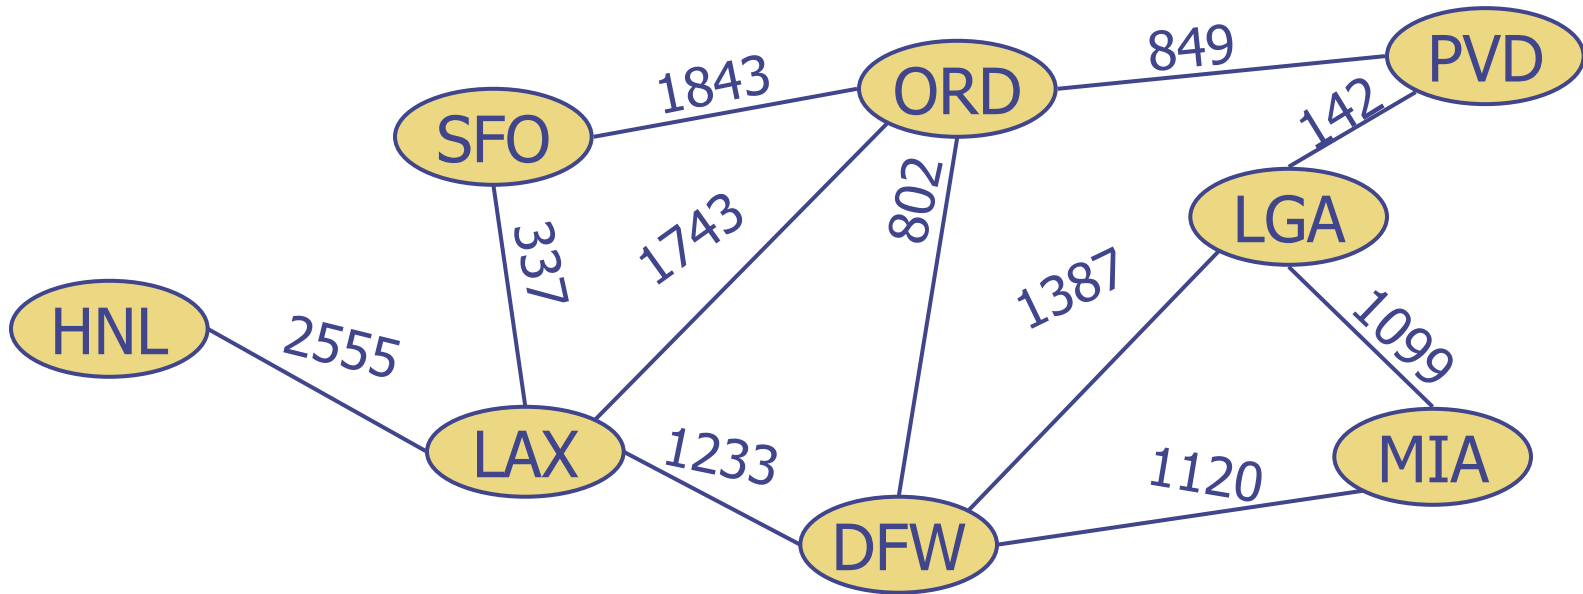 PVD
849
ORD
1843
SFO
142
802
LGA
1743
337
1387
HNL
2555
1099
LAX
1233
MIA
1120
DFW